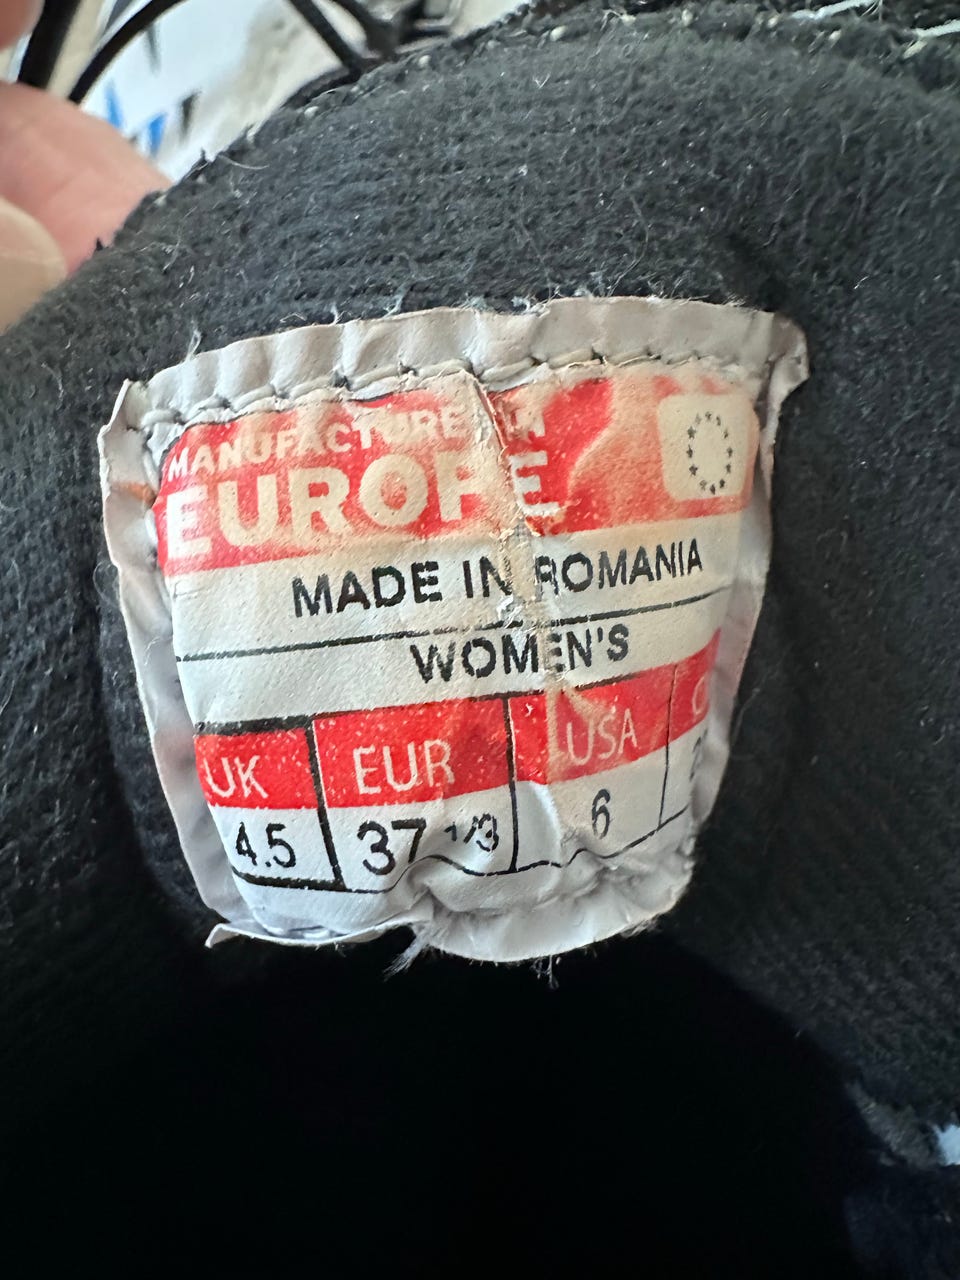 MANUFACTURED IN
EUROPE
MADE IN ROMANIA
WOMEN'S
UK EUR USA
4.5 37 1/3 6